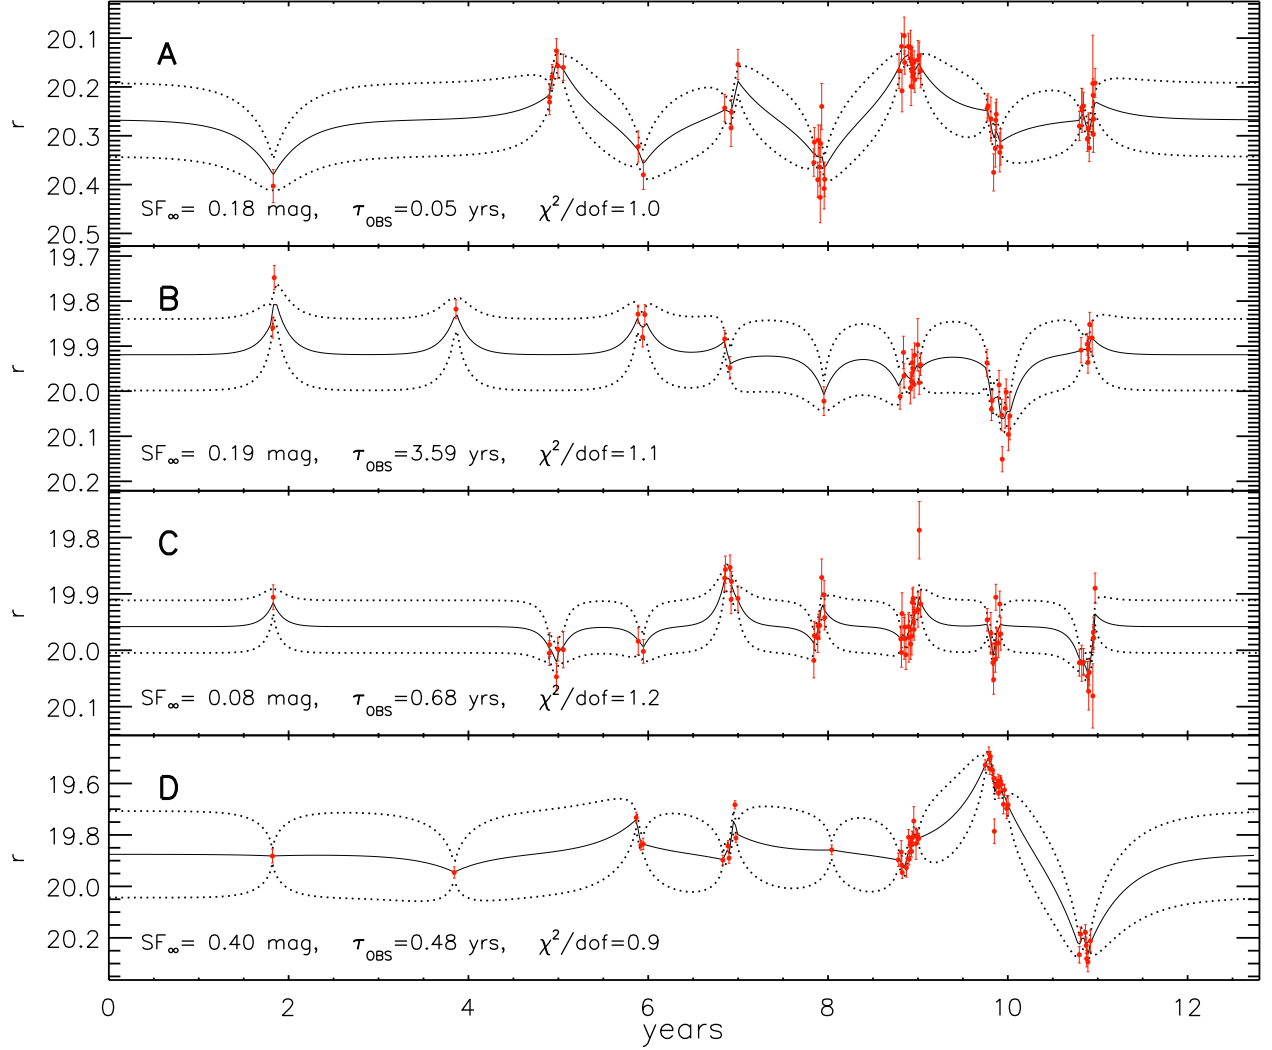 20.1
20.2
20.3
20.4
20.5
r
A
SF∞= 0.18 mag, τOBS=0.05 yrs, χ²/dof=1.0
19.7
19.8
19.9
20.0
20.1
20.2
r
B
SF∞= 0.19 mag, τOBS=3.59 yrs, χ²/dof=1.1
19.8
19.9
20.0
20.1
r
C
SF∞= 0.08 mag, τOBS=0.68 yrs, χ²/dof=1.2
19.6
19.8
20.0
20.2
r
D
SF∞= 0.40 mag, τOBS=0.48 yrs, χ²/dof=0.9
0 2 4 6 8 10 12
years